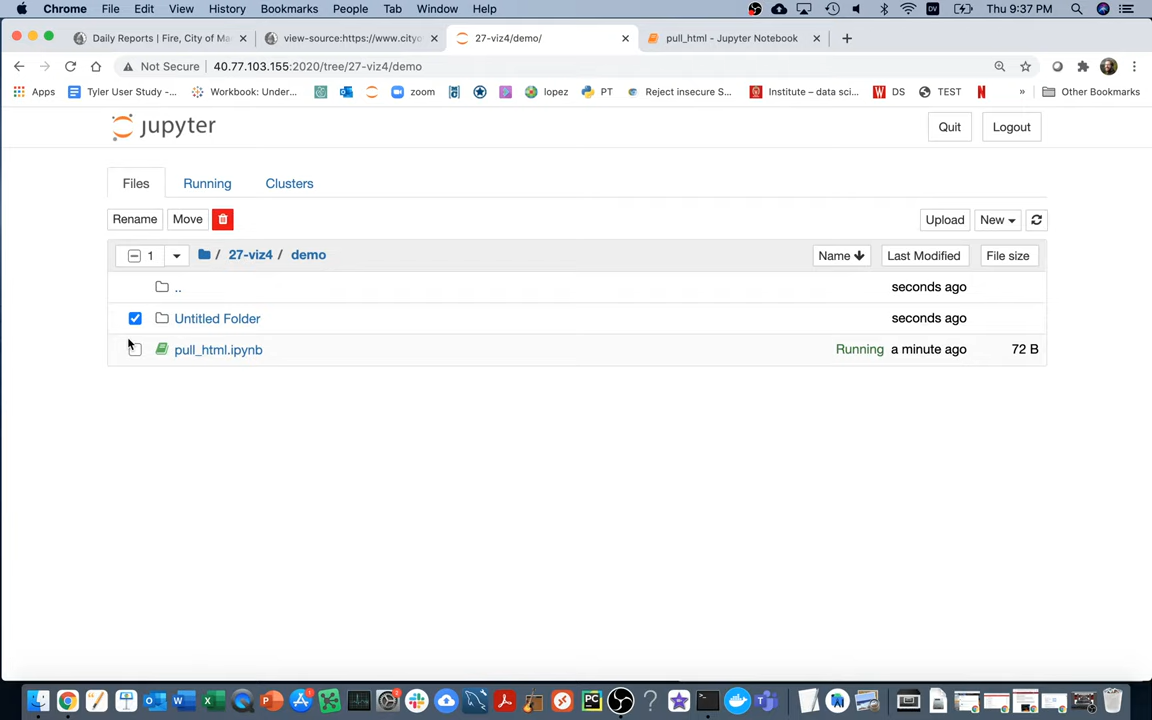 Chrome File Edit View History Bookmarks People Tab Window Help DV Thu 9:37 PM
Daily Reports | Fire, City of Ma view-source:https://www.cityo 27-viz4/demo/ pull_html - Jupyter Notebook
Not Secure 40.77.103.155:2020/tree/27-viz4/demo
Apps Tyler User Study -... Workbook: Under... zoom lopez PT Reject insecure S... Institute – data sci... DS TEST » Other Bookmarks
jupyter Quit Logout
Files Running Clusters
Rename Move Upload New
1 / 27-viz4 / demo Name Last Modified File size
.. seconds ago
Untitled Folder seconds ago
pull_html.ipynb Running a minute ago 72 B